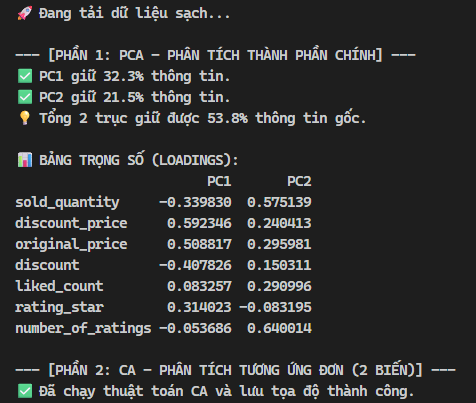 🚀 Đang tải dữ liệu sạch...
--- [PHẦN 1: PCA - PHÂN TÍCH THÀNH PHẦN CHÍNH] ---
✅ PC1 giữ 32.3% thông tin.
✅ PC2 giữ 21.5% thông tin.
💡 Tổng 2 trục giữ được 53.8% thông tin gốc.
📊 BẢNG TRỌNG SỐ (LOADINGS):
PC1 PC2
sold_quantity -0.339830 0.575139
discount_price 0.592346 0.240413
original_price 0.508817 0.295981
discount -0.407826 0.150311
liked_count 0.083257 0.290996
rating_star 0.314023 -0.083195
number_of_ratings -0.053686 0.640014
--- [PHẦN 2: CA - PHÂN TÍCH TƯƠNG ỨNG ĐƠN (2 BIẾN)] ---
✅ Đã chạy thuật toán CA và lưu tọa độ thành công.